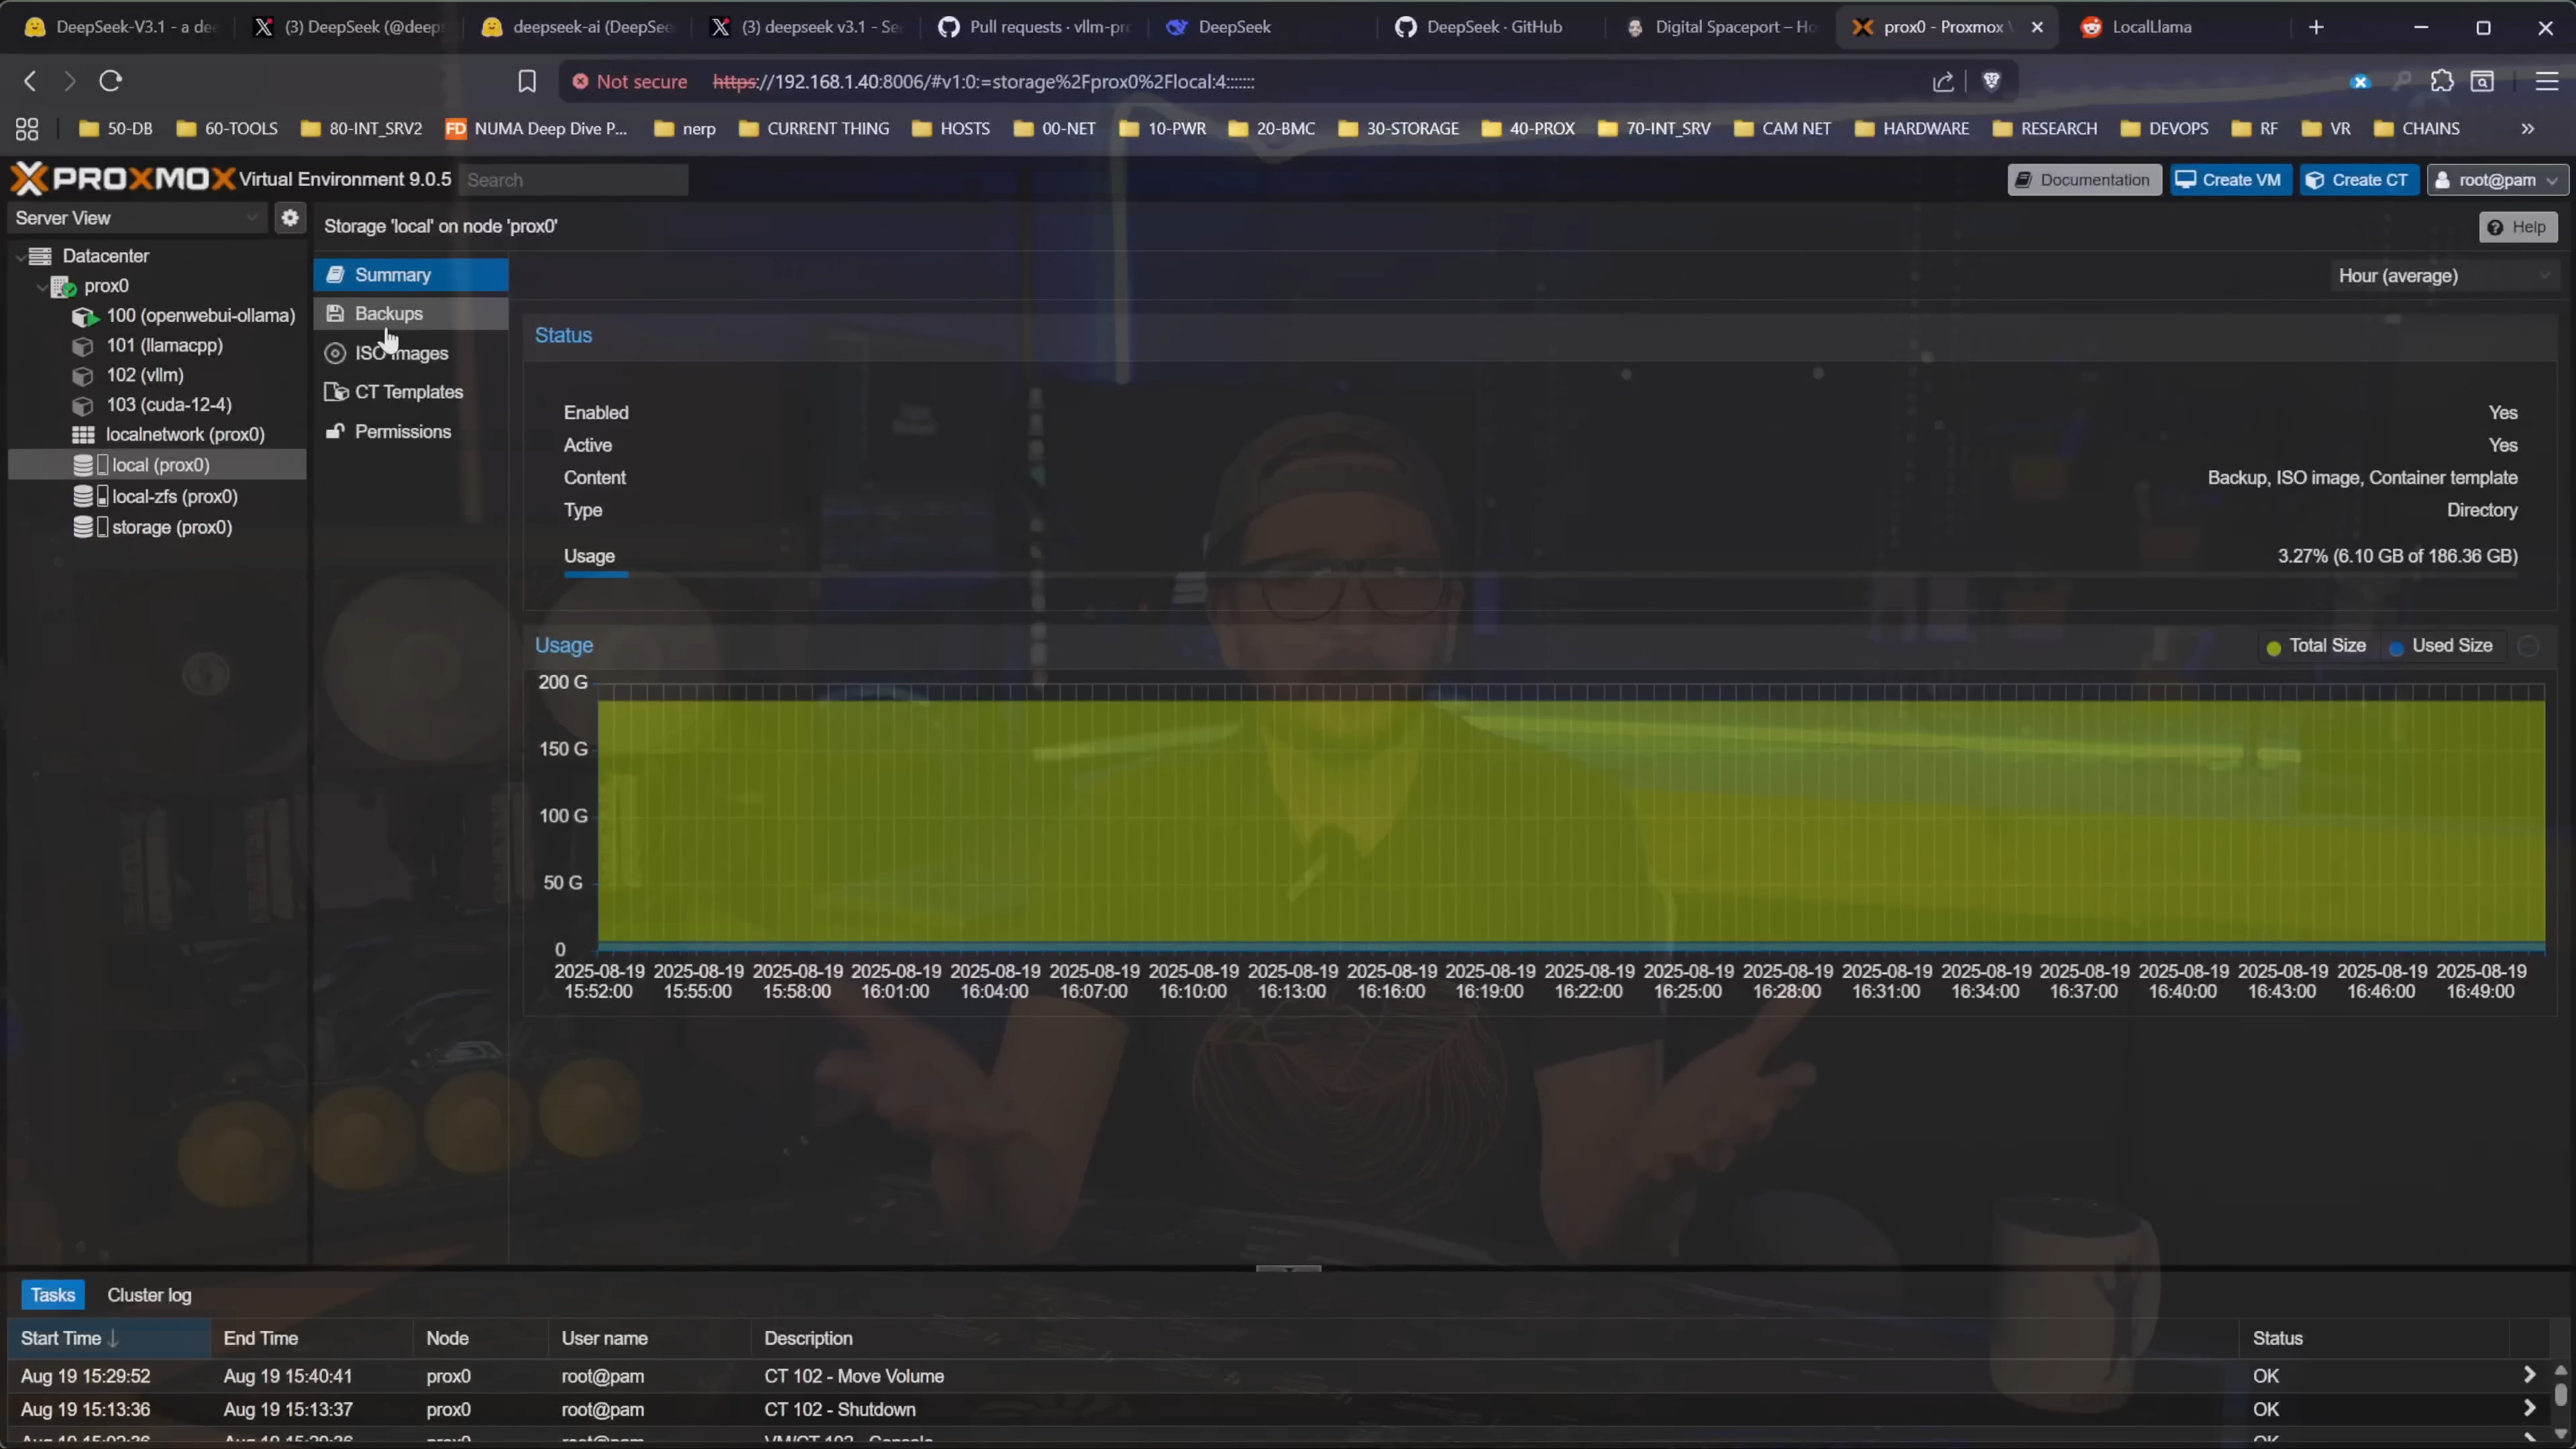 DeepSeek-V3.1 - a de
(3) DeepSeek (@deeps
deepseek-ai (DeepSee
(3) deepseek v3.1 - Se
Pull requests · vllm-pro
DeepSeek
DeepSeek · GitHub
Digital Spaceport – Ho
prox0 - Proxmox
LocalLlama
Not secure https://192.168.1.40:8006/#v1:0:=storage%2Fprox0%2Flocal:4:::::::
50-DB
60-TOOLS
80-INT_SRV2
FD NUMA Deep Dive P...
nerp
CURRENT THING
HOSTS
00-NET
10-PWR
20-BMC
30-STORAGE
40-PROX
70-INT_SRV
CAM NET
HARDWARE
RESEARCH
DEVOPS
RF
VR
CHAINS
PROXMOX Virtual Environment 9.0.5 Search
Documentation
Create VM
Create CT
root@pam
Server View
Storage 'local' on node 'prox0'
Help
Datacenter
prox0
100 (openwebui-ollama)
101 (llamacpp)
102 (vllm)
103 (cuda-12-4)
localnetwork (prox0)
local (prox0)
local-zfs (prox0)
storage (prox0)
Summary
Backups
ISO Images
CT Templates
Permissions
Hour (average)
Status
Enabled Yes
Active Yes
Content Backup, ISO image, Container template
Type Directory
Usage 3.27% (6.10 GB of 186.36 GB)
Usage
Total Size Used Size
200 G
150 G
100 G
50 G
0
2025-08-19 2025-08-19 2025-08-19 2025-08-19 2025-08-19 2025-08-19 2025-08-19 2025-08-19 2025-08-19 2025-08-19 2025-08-19 2025-08-19 2025-08-19 2025-08-19 2025-08-19 2025-08-19 2025-08-19 2025-08-19 2025-08-19 2025-08-19
15:52:00 15:55:00 15:58:00 16:01:00 16:04:00 16:07:00 16:10:00 16:13:00 16:16:00 16:19:00 16:22:00 16:25:00 16:28:00 16:31:00 16:34:00 16:37:00 16:40:00 16:43:00 16:46:00 16:49:00
Tasks Cluster log
Start Time End Time Node User name Description Status
Aug 19 15:29:52 Aug 19 15:40:41 prox0 root@pam CT 102 - Move Volume OK
Aug 19 15:13:36 Aug 19 15:13:37 prox0 root@pam CT 102 - Shutdown OK